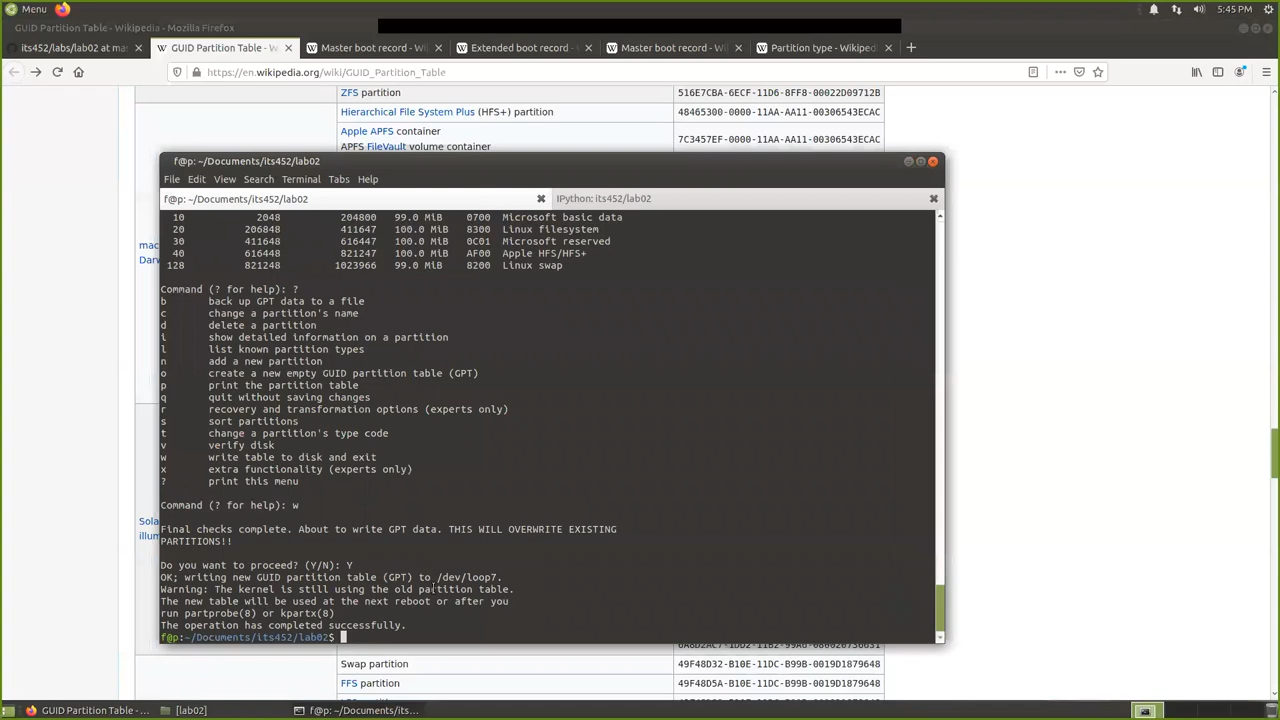 Menu
5:45 PM
GUID Partition Table - Wikipedia - Mozilla Firefox
its452/labs/lab02 at mas
GUID Partition Table - W
Master boot record - Wi
Extended boot record -
Master boot record - Wi
Partition type - Wikiped
https://en.wikipedia.org/wiki/GUID_Partition_Table
ZFS partition 516E7CBA-6ECF-11D6-8FF8-00022D09712B
Hierarchical File System Plus (HFS+) partition 48465300-0000-11AA-AA11-00306543ECAC
Apple APFS container
APFS FileVault volume container
7C3457EF-0000-11AA-AA11-00306543ECAC
f@p: ~/Documents/its452/lab02
File Edit View Search Terminal Tabs Help
f@p: ~/Documents/its452/lab02
IPython: its452/lab02
10 2048 204800 99.0 MiB 0700 Microsoft basic data
20 206848 411647 100.0 MiB 8300 Linux filesystem
30 411648 616447 100.0 MiB 0C01 Microsoft reserved
40 616448 821247 100.0 MiB AF00 Apple HFS/HFS+
128 821248 1023966 99.0 MiB 8200 Linux swap
Command (? for help): ?
b back up GPT data to a file
c change a partition's name
d delete a partition
i show detailed information on a partition
l list known partition types
n add a new partition
o create a new empty GUID partition table (GPT)
p print the partition table
q quit without saving changes
r recovery and transformation options (experts only)
s sort partitions
t change a partition's type code
v verify disk
w write table to disk and exit
x extra functionality (experts only)
? print this menu
Command (? for help): w
Final checks complete. About to write GPT data. THIS WILL OVERWRITE EXISTING
PARTITIONS!!
Do you want to proceed? (Y/N): Y
OK; writing new GUID partition table (GPT) to /dev/loop7.
Warning: The kernel is still using the old partition table.
The new table will be used at the next reboot or after you
run partprobe(8) or kpartx(8)
The operation has completed successfully.
f@p:~/Documents/its452/lab02$
mac
Darw
Sola
illum
Swap partition 49F48D32-B10E-11DC-B99B-0019D1879648
FFS partition 49F48D5A-B10E-11DC-B99B-0019D1879648
GUID Partition Table -...
[lab02]
f@p: ~/Documents/its...